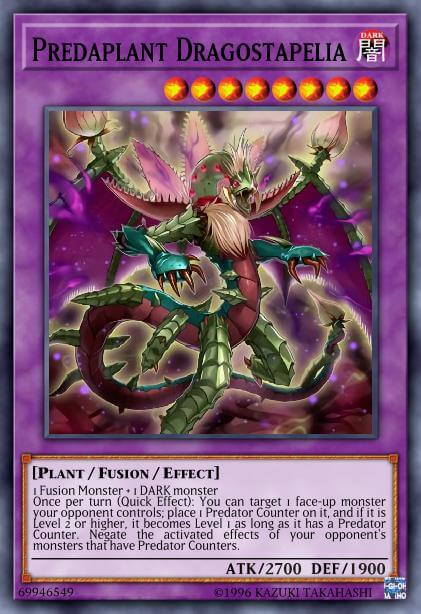 PREDAPLANT DRAGOSTAPELIA
DARK
闇
[PLANT / FUSION / EFFECT]
1 Fusion Monster + 1 DARK monster
Once per turn (Quick Effect): You can target 1 face-up monster
your opponent controls; place 1 Predator Counter on it, and if it is
Level 2 or higher, it becomes Level 1 as long as it has a Predator
Counter. Negate the activated effects of your opponent's
monsters that have Predator Counters.
ATK/2700 DEF/1900
69946549
©1996 KAZUKI TAKAHASHI